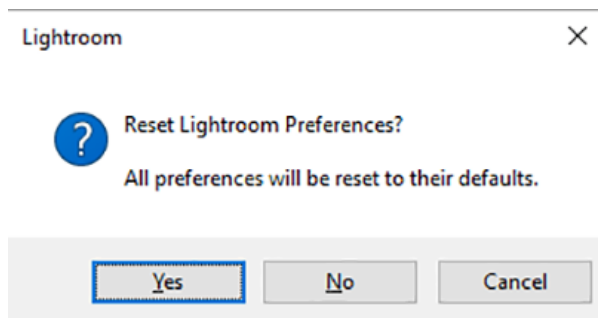 Lightroom
Reset Lightroom Preferences?
All preferences will be reset to their defaults.
Yes No Cancel